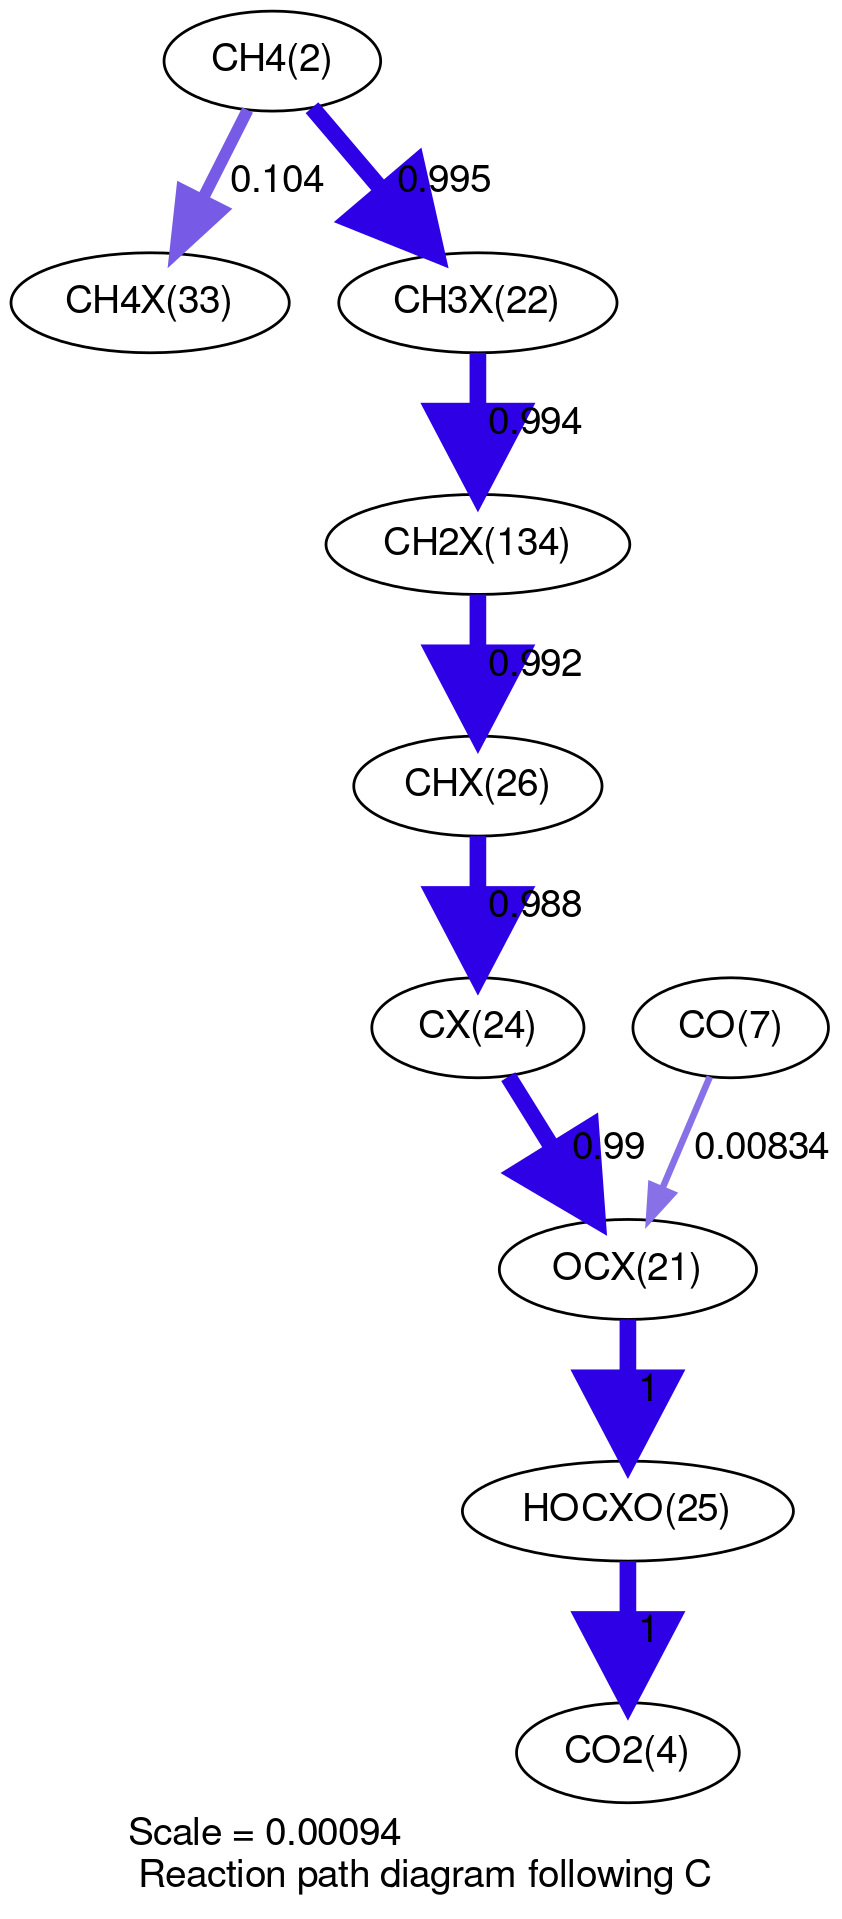 CH4(2)
0.104
0.995
CH4X(33)
CH3X(22)
0.994
CH2X(134)
0.992
CHX(26)
0.988
CX(24)
CO(7)
0.99
0.00834
OCX(21)
1
HOCXO(25)
1
CO2(4)
Scale = 0.00094
Reaction path diagram following C